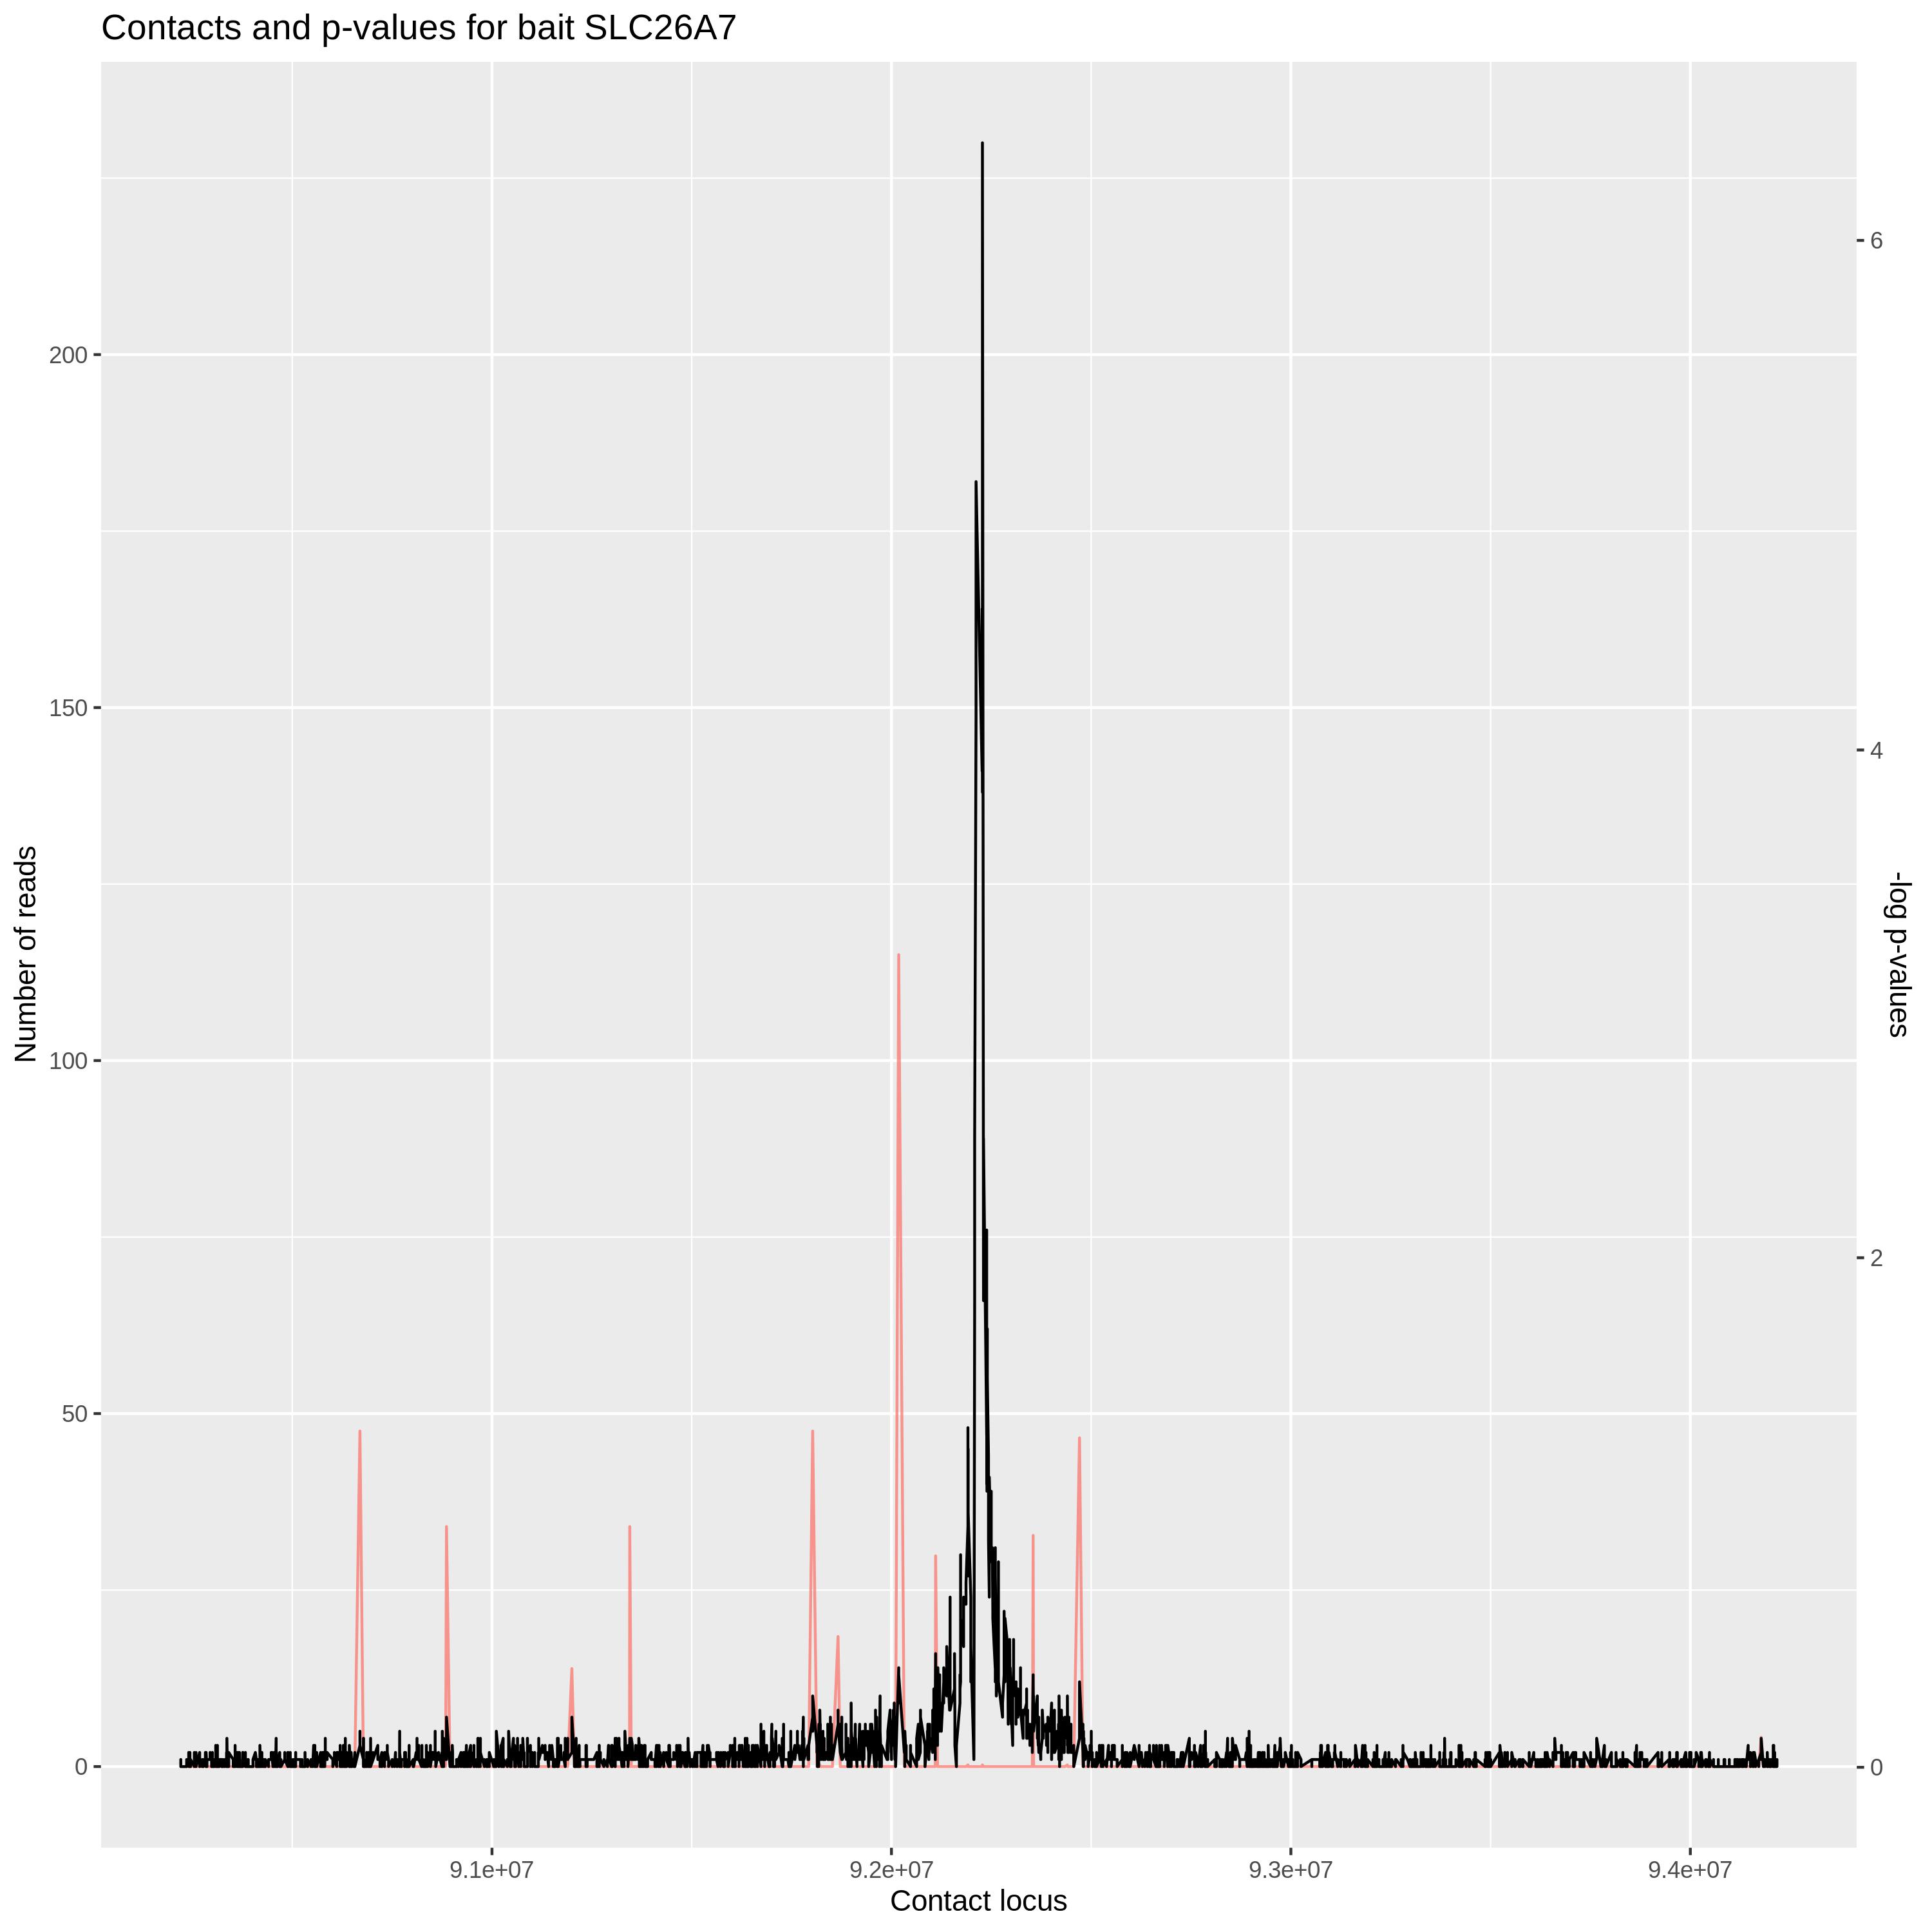 Contacts and p-values for bait SLC26A7
Number of reads
200
150
100
50
0
6
4
2
0
-log p-values
9.1e+07 9.2e+07 9.3e+07 9.4e+07
Contact locus